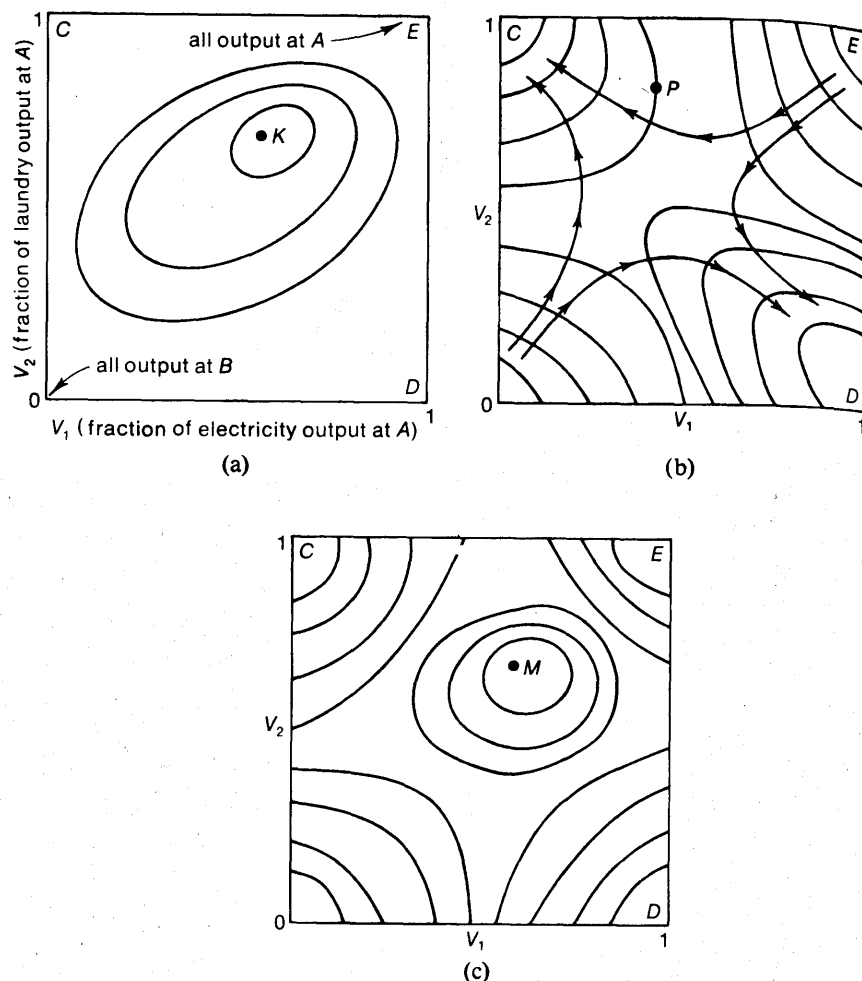 1
C
all output at A
E
K
V₂ (fraction of laundry output at A)
all output at B
D
0
1
V₁ (fraction of electricity output at A)
(a)
1
C
E
P
V₂
D
0
V₁
1
(b)
1
C
E
M
V₂
D
0
V₁
1
(c)